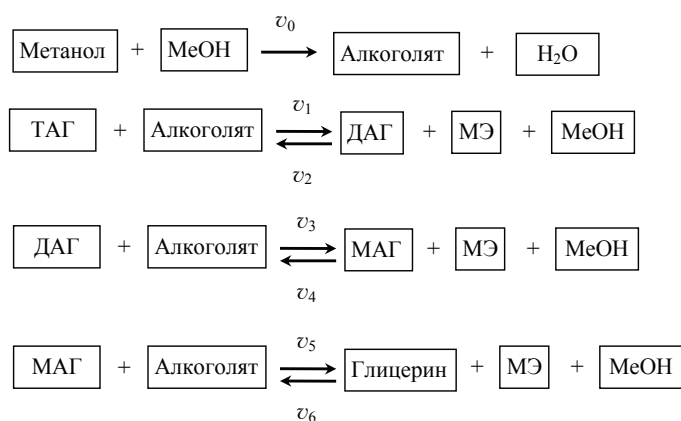 v0
Метанол + MeOH Алкоголят + H2O
v1
ТАГ + Алкоголят ДАГ + МЭ + MeOH
v2
v3
ДАГ + Алкоголят МАГ + МЭ + MeOH
v4
v5
МАГ + Алкоголят Глицерин + МЭ + MeOH
v6